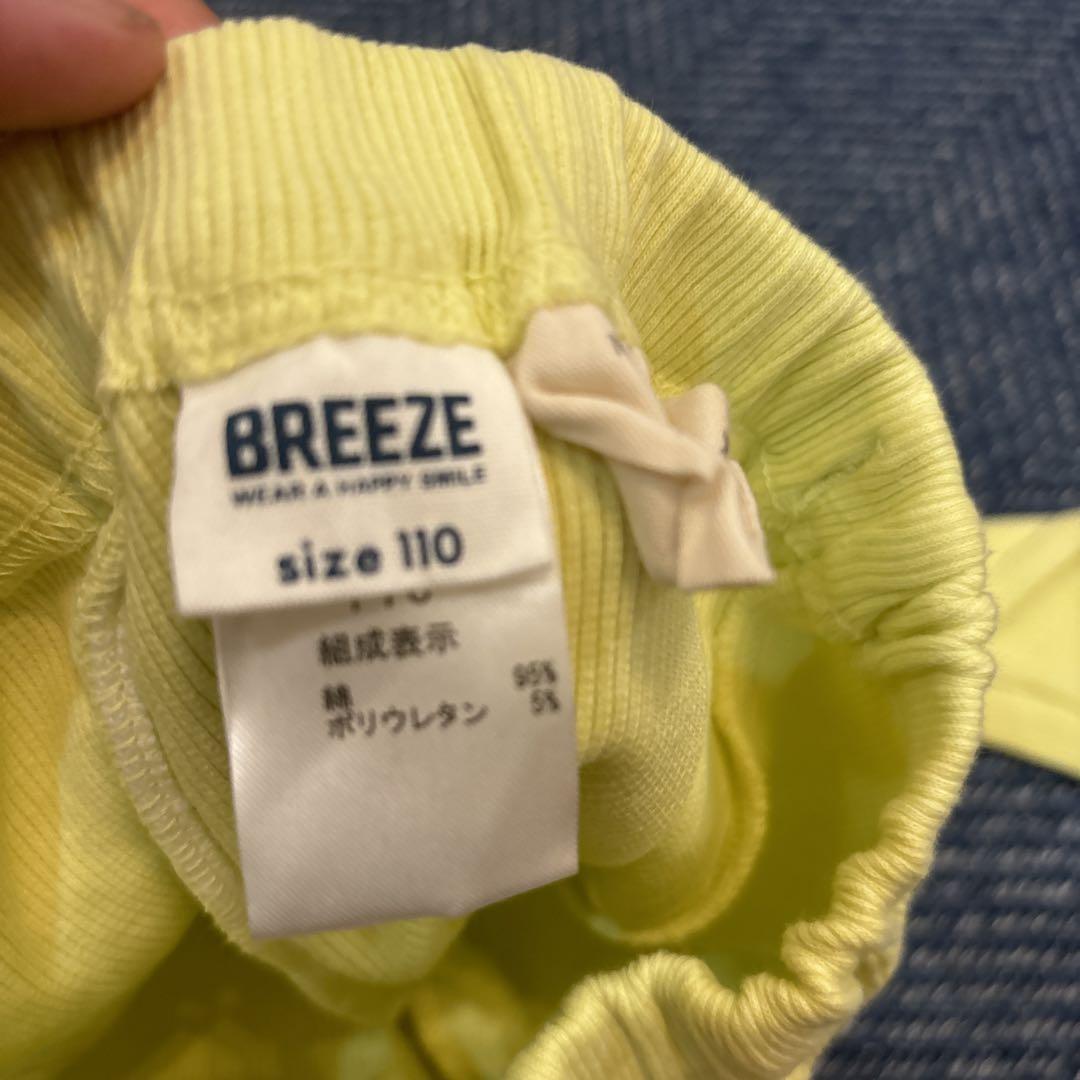 BREEZE
WEAR A HAPPY SMILE
size 110
110
組成表示
綿 95%
ポリウレタン 5%